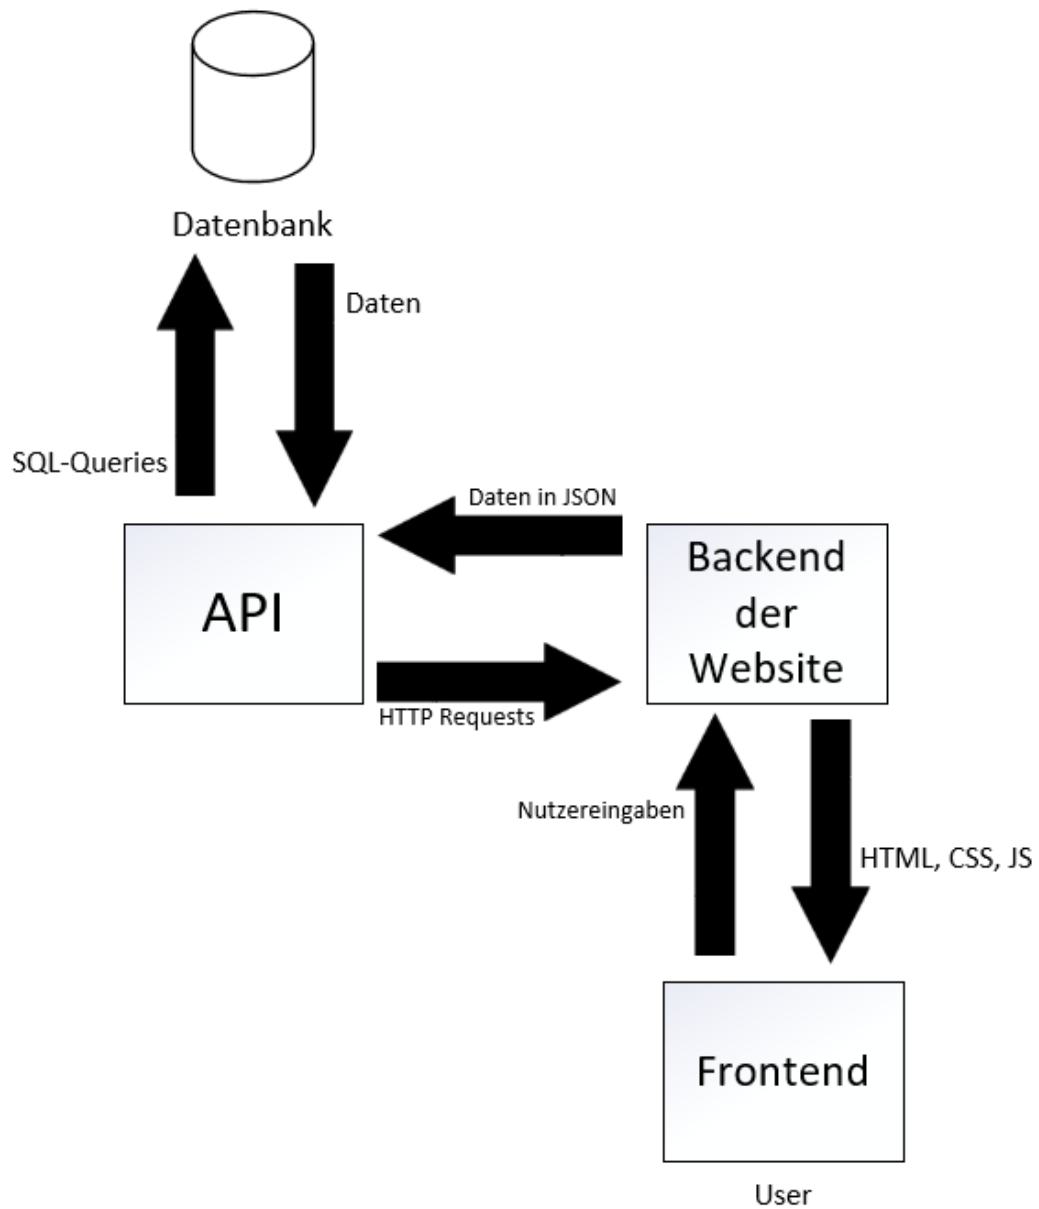 Datenbank
Daten
SQL-Queries
Daten in JSON
API
Backend
der
Website
HTTP Requests
Nutzereingaben
HTML, CSS, JS
Frontend
User